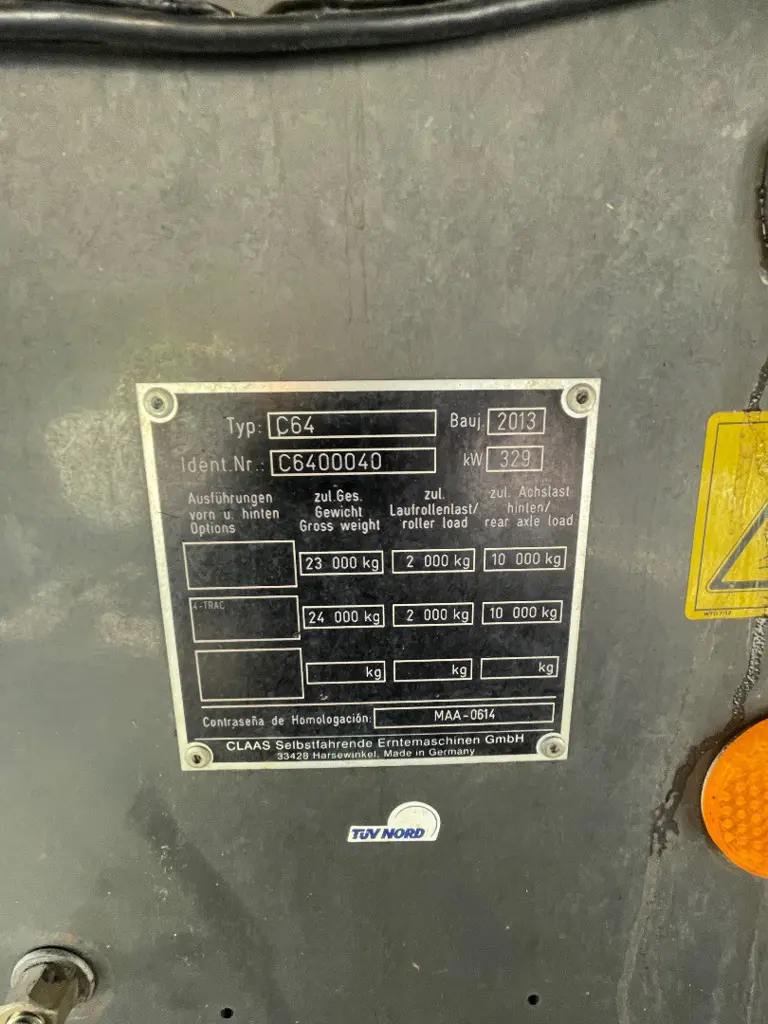 Typ: C64 Bauj. 2013
Ident.Nr.: C6400040 kW 329
Ausführungen vorn u. hinten Options
zul.Ges. Gewicht Gross weight
zul. Laufrollenlast/ roller load
zul. Achslast hinten/ rear axle load
23 000 kg 2 000 kg 10 000 kg
4-TRAC 24 000 kg 2 000 kg 10 000 kg
kg kg kg
Contraseña de Homologación: MAA-0614
CLAAS Selbstfahrende Erntemaschinen GmbH
33428 Harsewinkel, Made in Germany
TÜV NORD